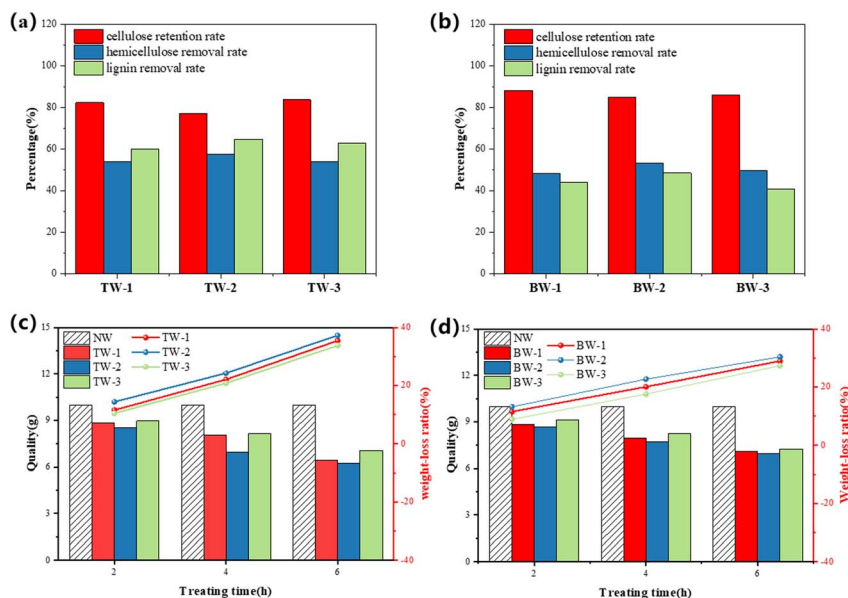 (a)
120
100
80
60
40
20
0
Percentage(%)
cellulose retention rate
hemicellulose removal rate
lignin removal rate
TW-1 TW-2 TW-3
(b)
120
100
80
60
40
20
0
Percentage(%)
cellulose retention rate
hemicellulose removal rate
lignin removal rate
BW-1 BW-2 BW-3
(c)
15
12
9
6
3
0
Quality(g)
NW TW-1
TW-1 TW-2
TW-2 TW-3
TW-3
40
20
0
-20
-40
weight-loss ratio(%)
2 4 6
Treating time(h)
(d)
15
12
9
6
3
0
Quality(g)
NW BW-1
BW-1 BW-2
BW-2 BW-3
BW-3
40
20
0
-20
-40
Weight-loss ratio(%)
2 4 6
Treating time(h)